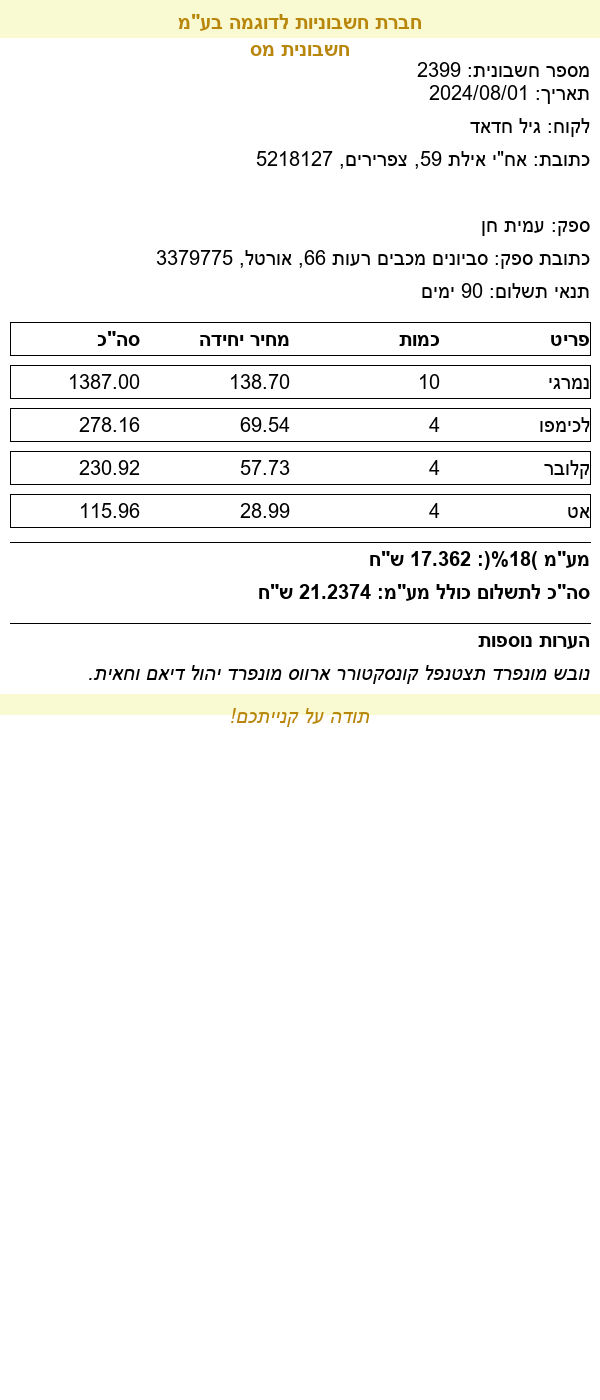 חברת חשבוניות לדוגמה בע"מ
חשבונית מס
מספר חשבונית: 2399
תאריך: 2024/08/01
לקוח: גיל חדאד
כתובת: אח"י אילת 59, צפרירים, 5218127
ספק: עמית חן
כתובת ספק: סביונים מכבים רעות 66, אורטל, 3379775
תנאי תשלום: 90 ימים
פריט כמות מחיר יחידה סה"כ
נמרגי 10 138.70 1387.00
לכימפו 4 69.54 278.16
קלובר 4 57.73 230.92
אט 4 28.99 115.96
מע"מ )18%(: 17.362 ש"ח
סה"כ לתשלום כולל מע"מ: 21.2374 ש"ח
הערות נוספות
נובש מונפרד תצטנפל קונסקטורר ארווס מונפרד יהול דיאם וחאית.
תודה על קנייתכם!